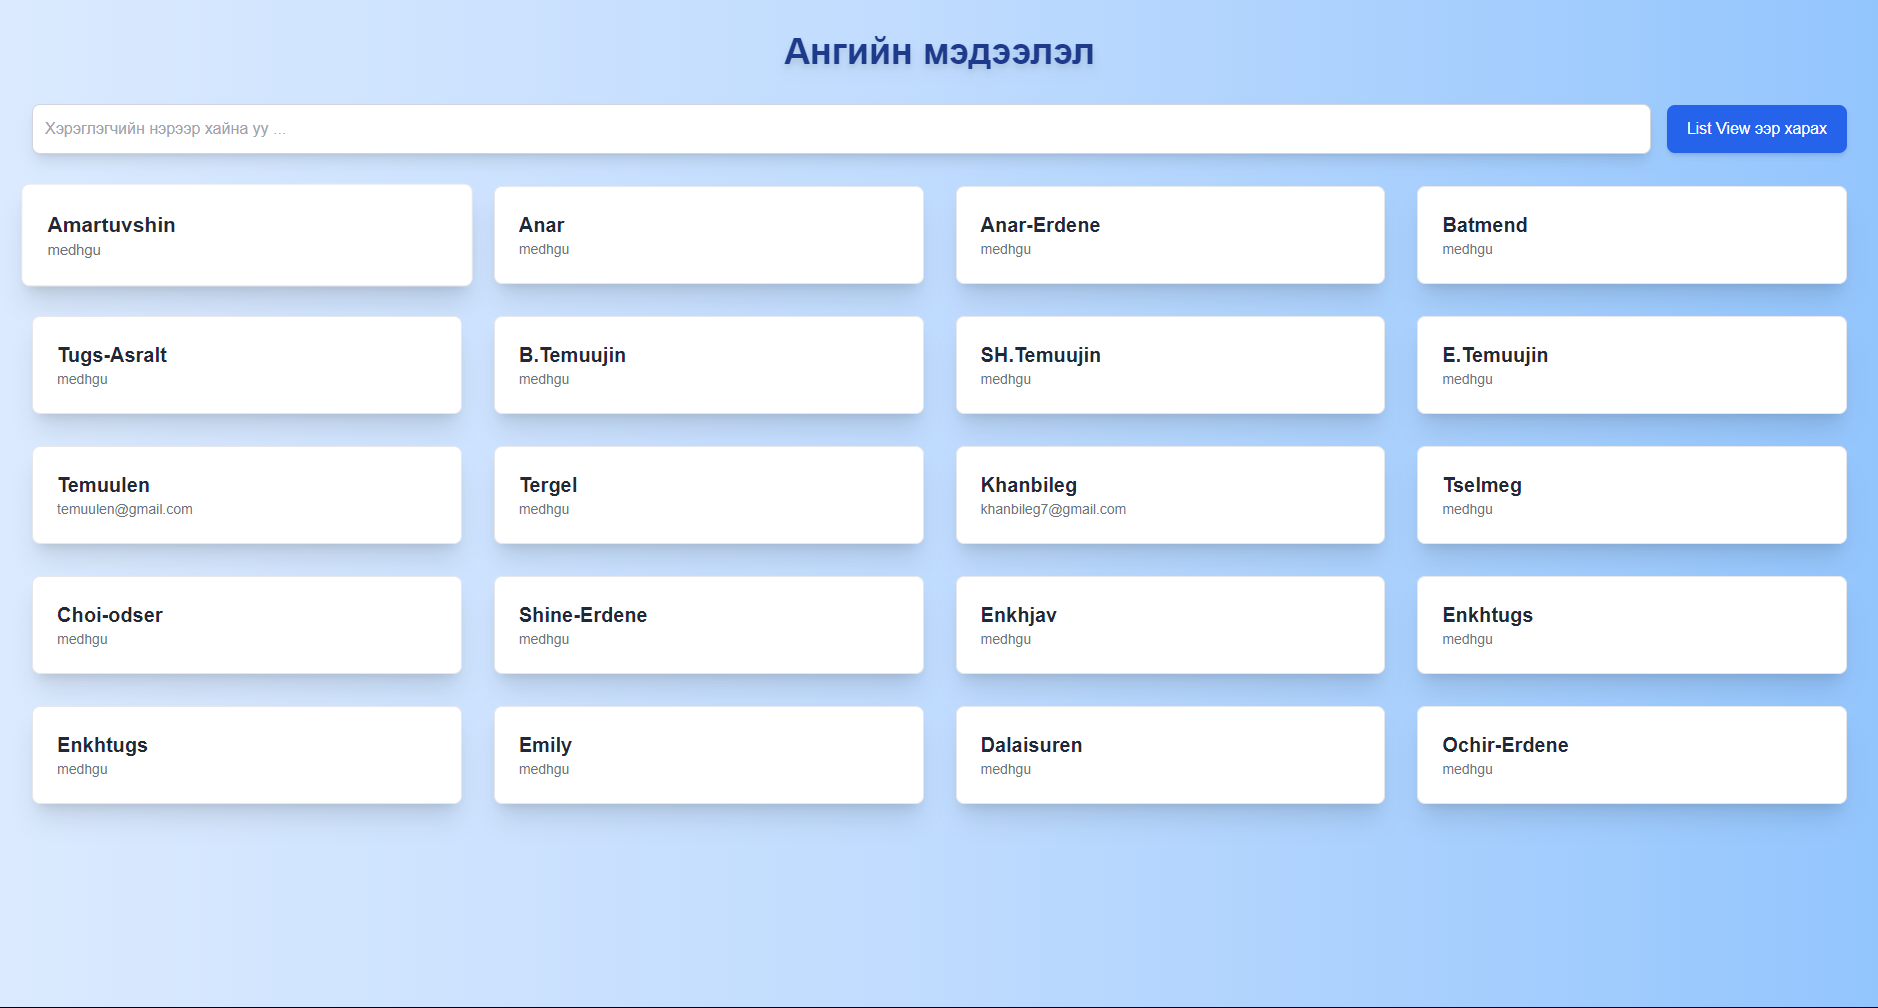 Ангийн мэдээлэл
Хэрэглэгчийн нэрээр хайна уу ...
List View ээр харах
Amartuvshin
medhgu
Anar
medhgu
Anar-Erdene
medhgu
Batmend
medhgu
Tugs-Asralt
medhgu
B.Temuujin
medhgu
SH.Temuujin
medhgu
E.Temuujin
medhgu
Temuulen
temuulen@gmail.com
Tergel
medhgu
Khanbileg
khanbileg7@gmail.com
Tselmeg
medhgu
Choi-odser
medhgu
Shine-Erdene
medhgu
Enkhjav
medhgu
Enkhtugs
medhgu
Enkhtugs
medhgu
Emily
medhgu
Dalaisuren
medhgu
Ochir-Erdene
medhgu